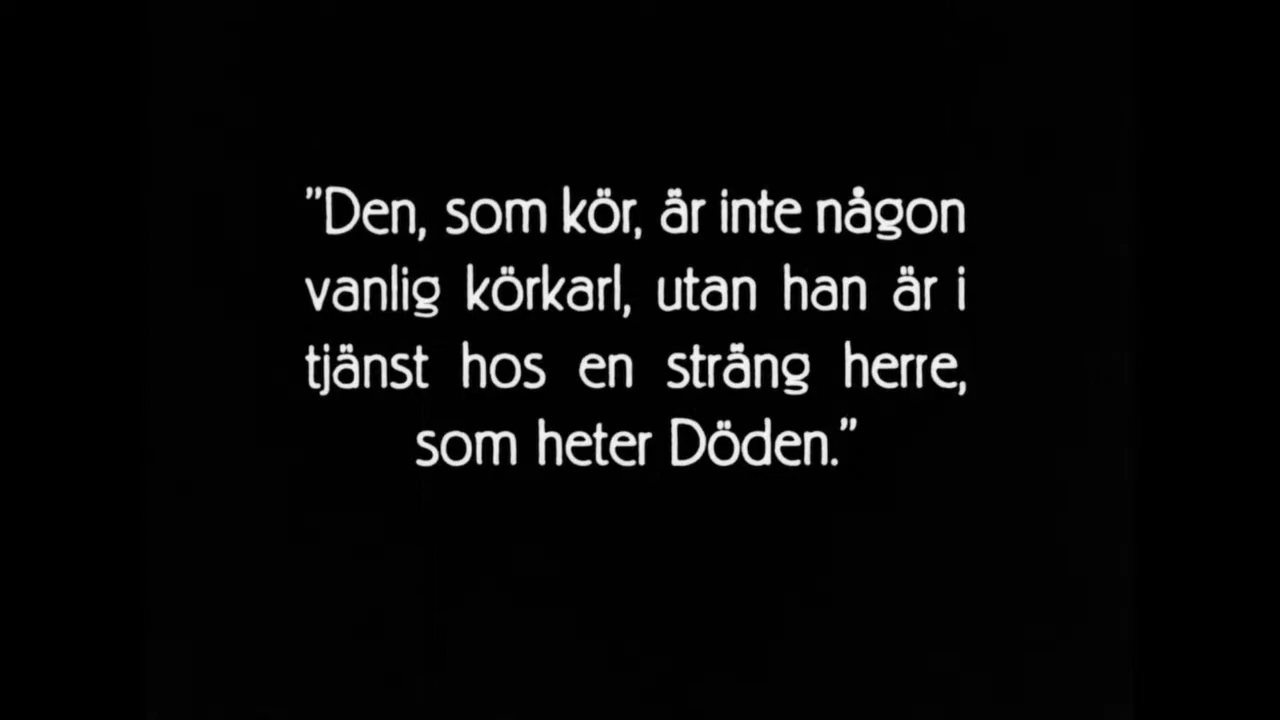 ”Den, som kör, är inte någon
vanlig körkarl, utan han är i
tjänst hos en sträng herre,
som heter Döden.”